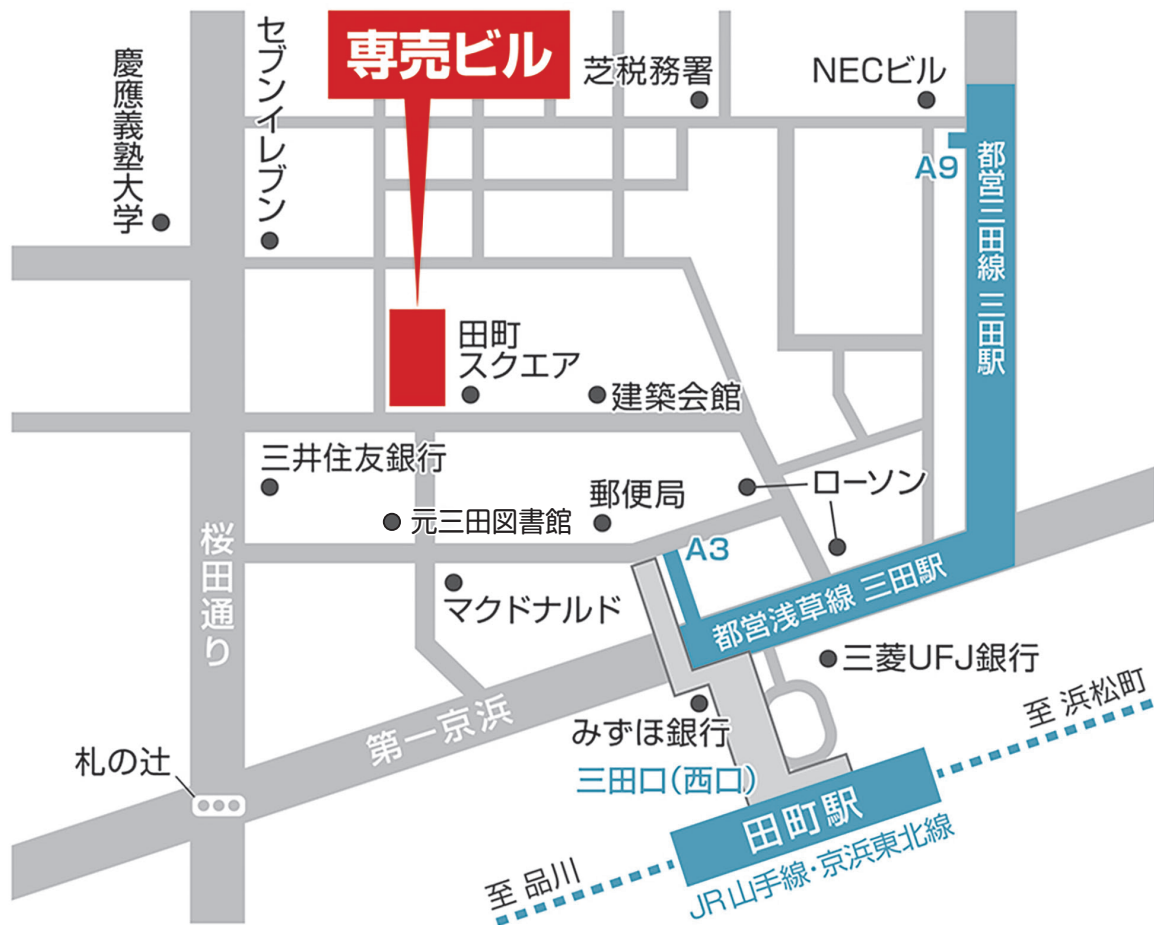 専売ビル
慶應義塾大学
セブンイレブン
芝税務署
NECビル
A9
都営三田線 三田駅
田町
スクエア
建築会館
三井住友銀行
元三田図書館
郵便局
ローソン
桜田通り
A3
マクドナルド
都営浅草線 三田駅
三菱UFJ銀行
第一京浜
みずほ銀行
至 浜松町
札の辻
三田口(西口)
田町駅
JR山手線・京浜東北線
至 品川